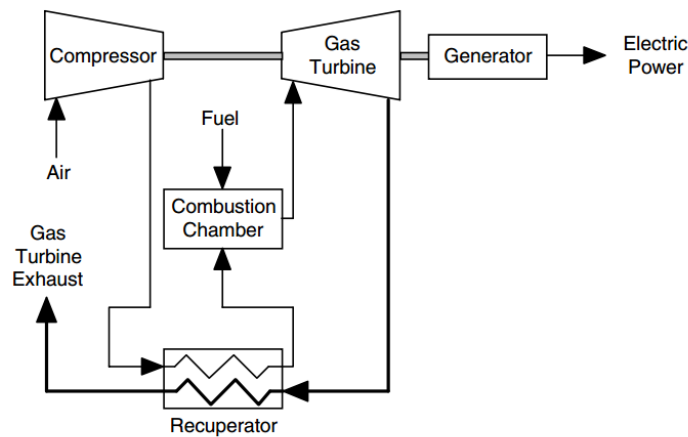 Compressor
Gas
Turbine
Generator
Electric
Power
Air
Fuel
Combustion
Chamber
Gas
Turbine
Exhaust
Recuperator